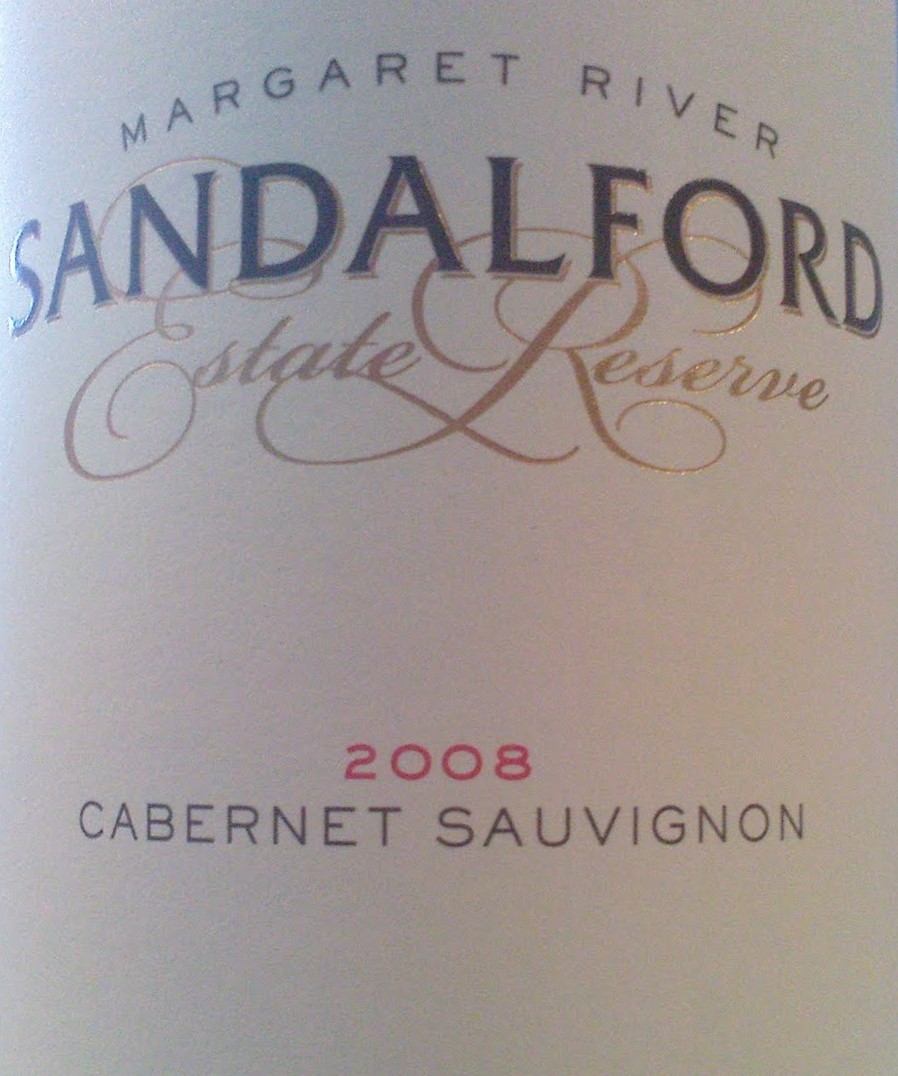 MARGARET RIVER
SANDALFORD
Estate Reserve
2008
CABERNET SAUVIGNON